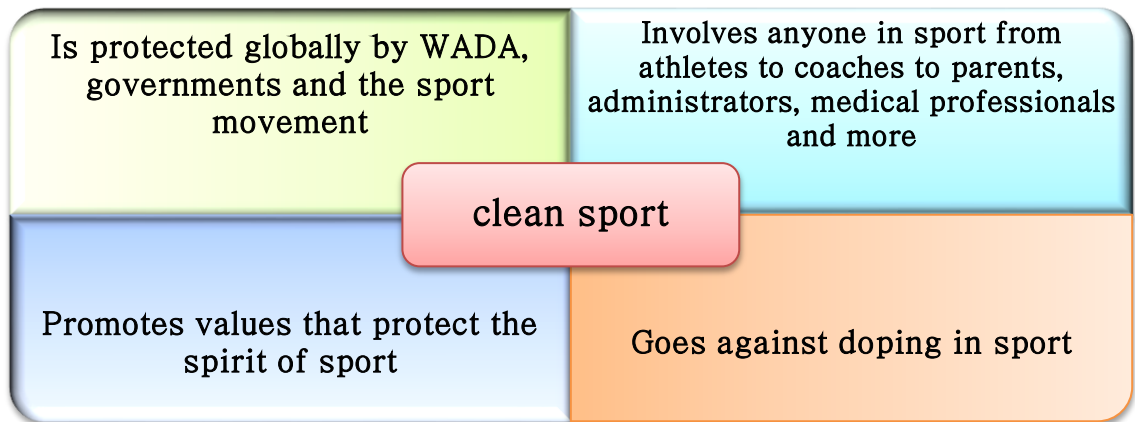 Is protected globally by WADA,
governments and the sport
movement
Involves anyone in sport from
athletes to coaches to parents,
administrators, medical professionals
and more
clean sport
Promotes values that protect the
spirit of sport
Goes against doping in sport